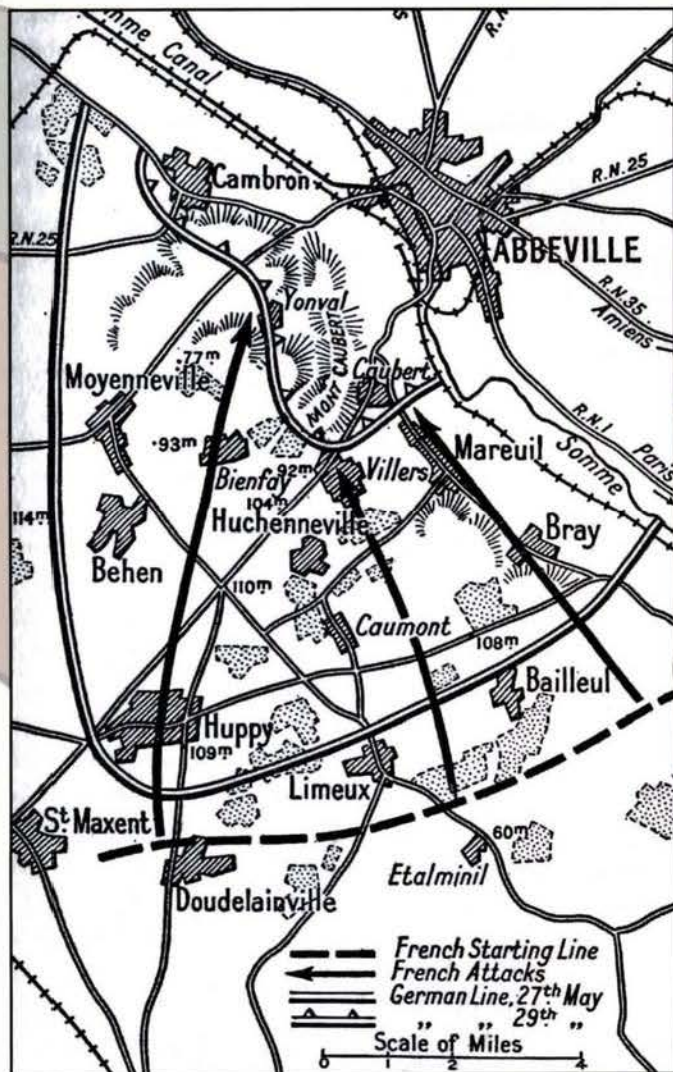 mme Canal
R.N. 25
Cambron
R.N.25
ABBEVILLE
R.N.35
Amiens
Yonval
77m
MONT CAUBERT
Caubert
Moyenneville
R.N.1
Paris
Somme
93m
Bienfay
92m
Villers
Mareuil
104m
114m
Huchenneville
Bray
Behen
110m
Caumont
108m
Bailleul
Huppy
109m
Limeux
St Maxent
60m
Etalminil
Doudelainville
French Starting Line
French Attacks
German Line, 27th May
„ „ 29th „
Scale of Miles
0 2 4